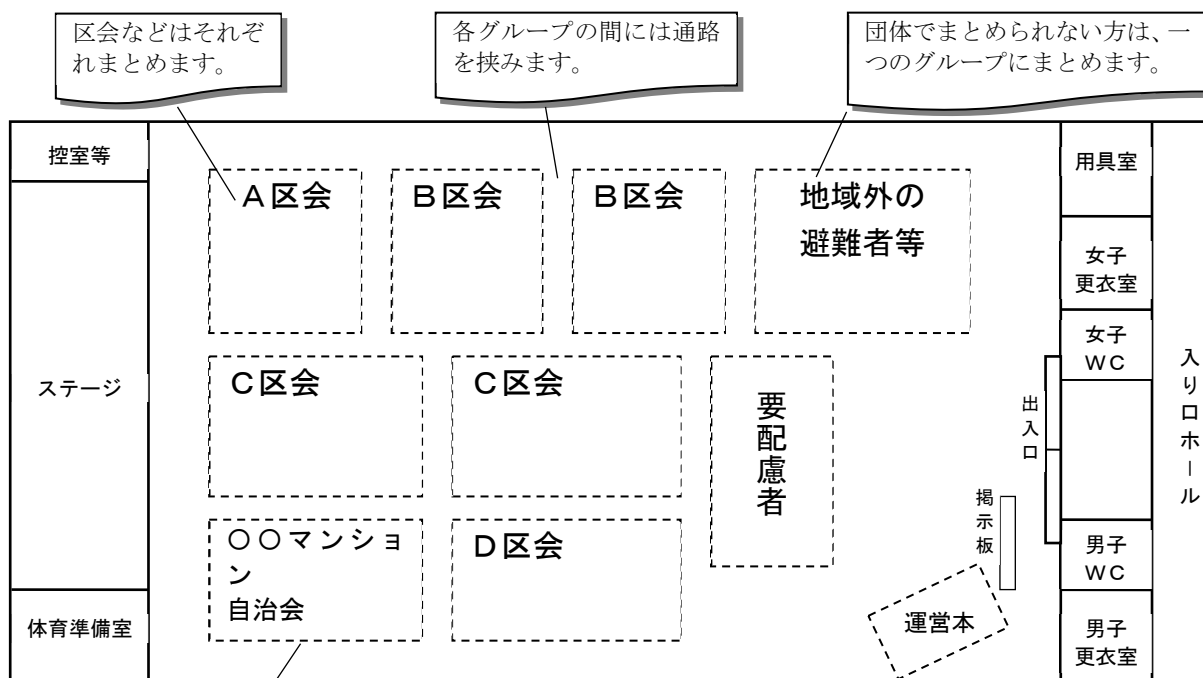 区会などはそれぞ
れまとめます。
各グループの間には通路
を挟みます。
団体でまとめられない方は、一
つのグループにまとめます。
控室等
ステージ
体育準備室
A区会
B区会
B区会
地域外の
避難者等
C区会
C区会
要配慮者
○○マンショ
ン
自治会
D区会
運営本
掲示板
出入口
用具室
女子
更衣室
女子
WC
男子
WC
男子
更衣室
入り口ホール